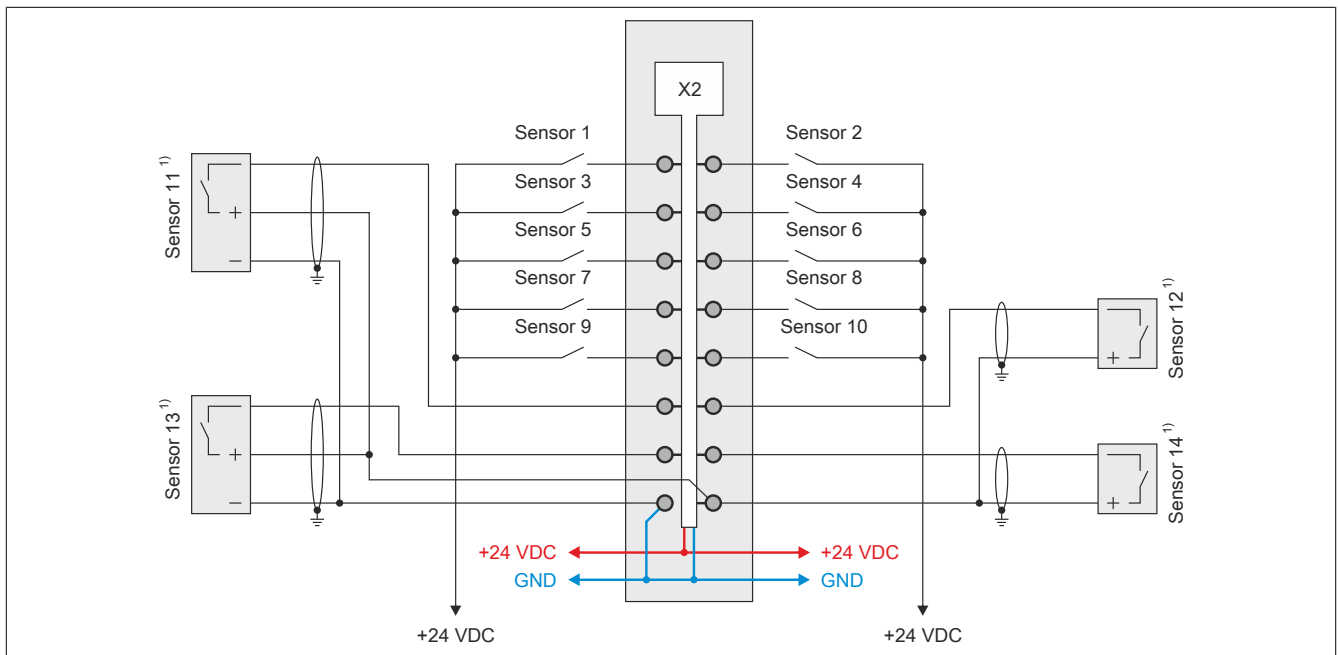 X2
Sensor 1
Sensor 2
Sensor 11 1)
Sensor 3
Sensor 4
+
Sensor 5
Sensor 6
−
Sensor 7
Sensor 8
Sensor 9
Sensor 10
Sensor 12 1)
+
Sensor 13 1)
+
−
Sensor 14 1)
+
+24 VDC
+24 VDC
GND
GND
+24 VDC
+24 VDC